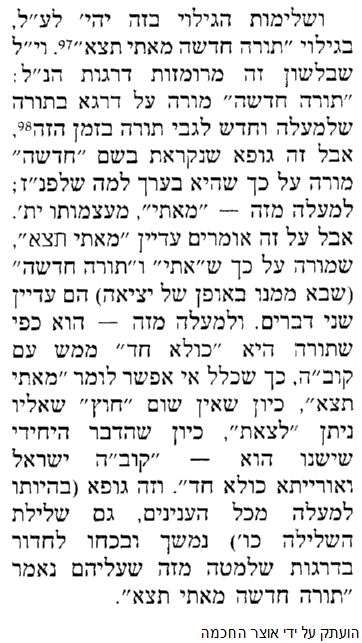 ושלימות הגילוי בזה יהי׳ לע״ל,
בגילוי ״תורה חדשה מאתי תצא״97. וי״ל
שבלשון זה מרומזות דרגות הנ״ל:
״תורה חדשה״ מורה על דרגא בתורה
שלמעלה וחדש לגבי תורה בזמן הזה98,
אבל זה גופא שנקראת בשם ״חדשה״
מורה על כך שהיא בערך למה שלפנ״ז;
למעלה מזה — ״מאתי״, מעצמותו ית׳.
אבל על זה אומרים עדיין ״מאתי תצא״,
שמורה על כך ש״אתי״ ו״תורה חדשה״
(שבא ממנו באופן של יציאה) הם עדיין
שני דברים. ולמעלה מזה — הוא כפי
שתורה היא ״כולא חד״ ממש עם
קוב״ה, כך שכלל אי אפשר לומר ״מאתי
תצא״, כיון שאין שום ״חוץ״ שאליו
ניתן ״לצאת״, כיון שהדבר היחידי
שישנו הוא — ״קוב״ה ישראל
ואורייתא כולא חד״. וזה גופא (בהיותו
למעלה מכל הענינים, גם שלילת
השלילה כו׳) נמשך ובכחו לחדור
בדרגות שלמטה מזה שעליהם נאמר
״תורה חדשה מאתי תצא״.
הועתק על ידי אוצר החכמה